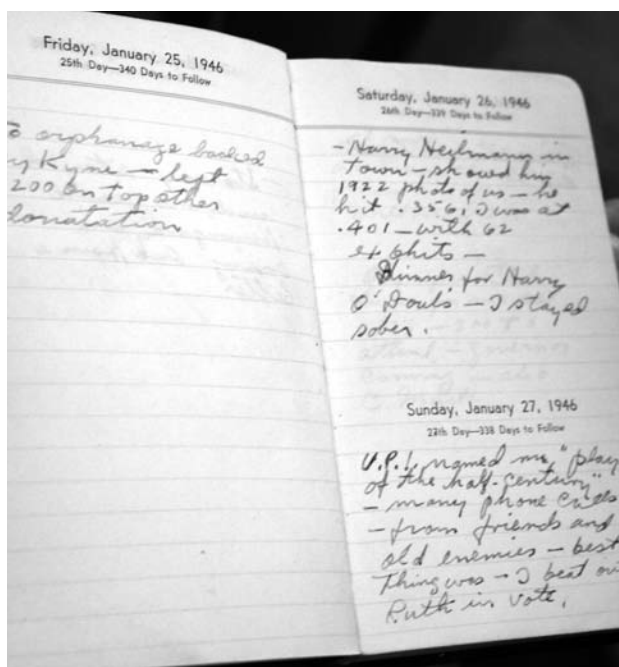 Friday, January 25, 1946
25th Day—340 Days to Follow
o orphanage backed
y Kyne — left
200 on top other
donatation
Saturday, January 26, 1946
26th Day—339 Days to Follow
- Harry Heilmann in
town - showed him
1922 photo of us — he
hit .356, I was at
.401 — with 62
ex bhits —
Dinner for Harry
O'Doul's — I stayed
sober.
Sunday, January 27, 1946
27th Day—338 Days to Follow
U.P.I. named me "play
of the half-century"
- many phone calls
- from friends and
old enemies — best
thing was - I beat ou
Ruth in vote.